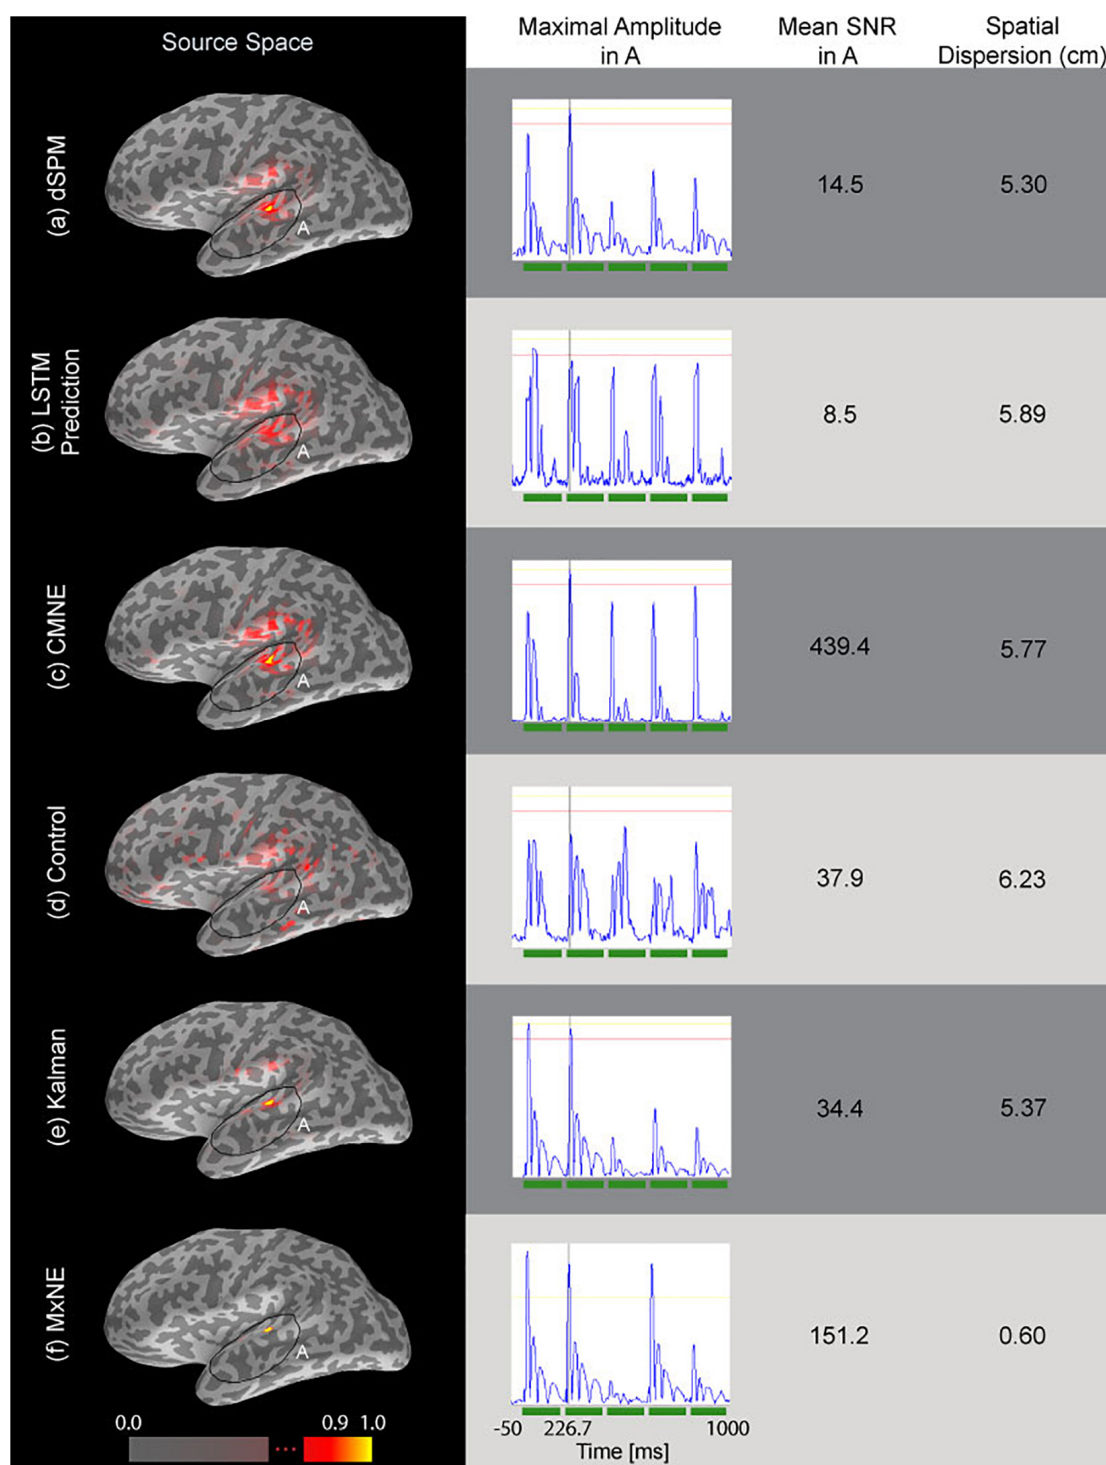 Source Space
Maximal Amplitude
in A
Mean SNR
in A
Spatial
Dispersion (cm)
(a) dSPM
A
14.5
5.30
(b) LSTM
Prediction
A
8.5
5.89
(c) CMNE
A
439.4
5.77
(d) Control
A
37.9
6.23
(e) Kalman
A
34.4
5.37
(f) MxNE
A
151.2
0.60
0.0
0.9
1.0
-50
226.7
1000
Time [ms]